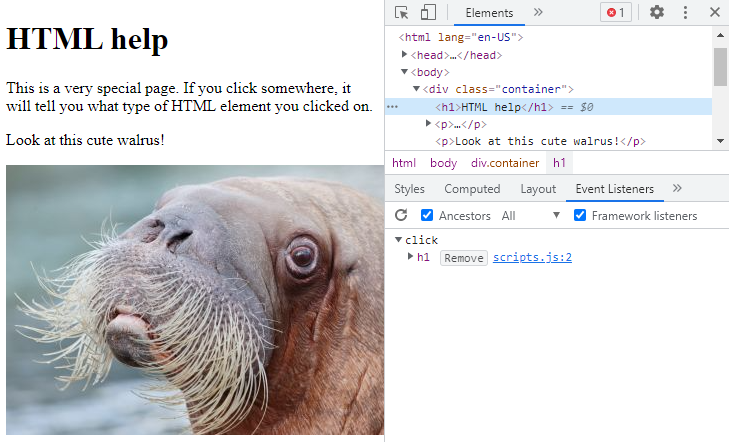 HTML help
This is a very special page. If you click somewhere, it
will tell you what type of HTML element you clicked on.
Look at this cute walrus!
Elements » 1
<html lang="en-US">
<head>…</head>
<body>
<div class="container">
… <h1>HTML help</h1> == $0
<p>…</p>
<p>Look at this cute walrus!</p>
html body div.container h1
Styles Computed Layout Event Listeners »
Ancestors All Framework listeners
click
h1 Remove scripts.js:2